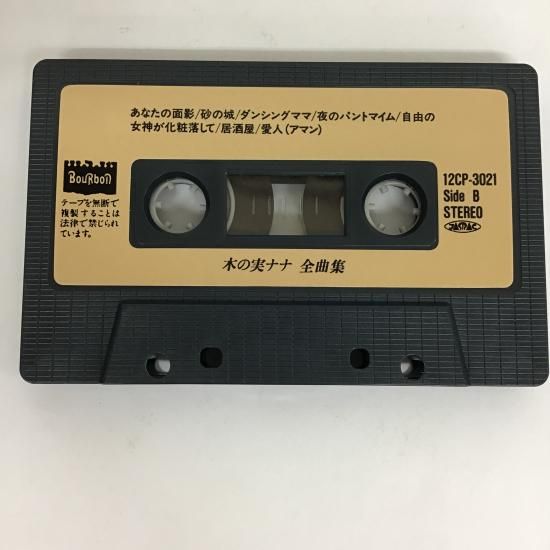 あなたの面影/砂の城/ダンシングママ/夜のパントマイム/自由の
女神が化粧落して/居酒屋/愛人(アマン)
BOURBON
テープを無断で
複製することは
法律で禁じられ
ています。
12CP-3021
Side B
STEREO
JASRAC
木の実ナナ 全曲集